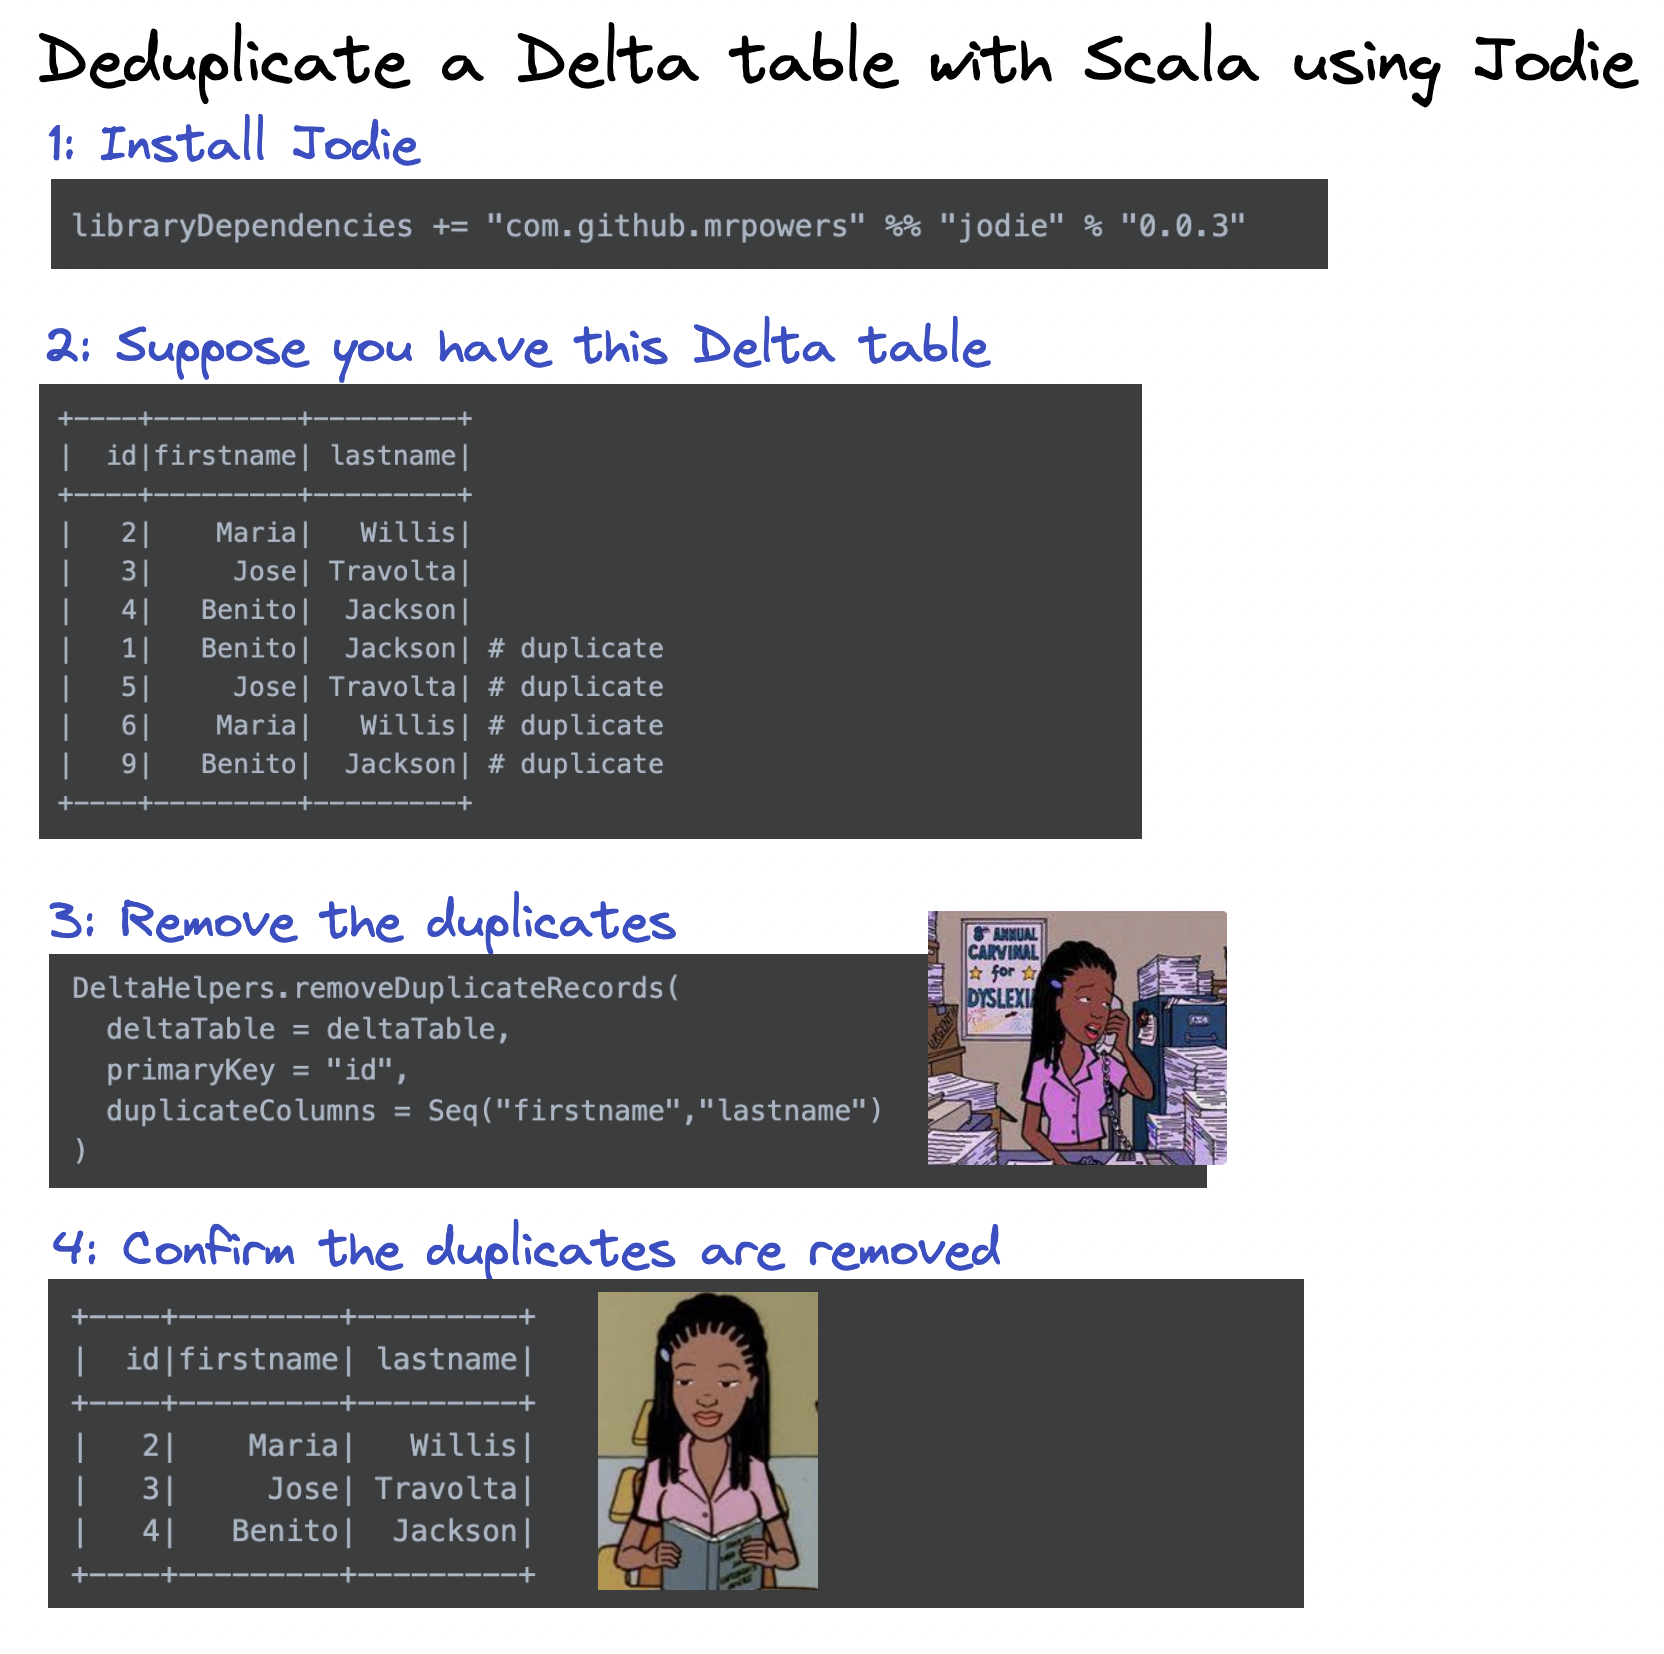 Deduplicate a Delta table with Scala using Jodie
1: Install Jodie
libraryDependencies += "com.github.mrpowers" %% "jodie" % "0.0.3"
2: Suppose you have this Delta table
+----+---------+---------+
|  id|firstname| lastname|
+----+---------+---------+
|   2|    Maria|   Willis|
|   3|     Jose| Travolta|
|   4|   Benito|  Jackson|
|   1|   Benito|  Jackson| # duplicate
|   5|     Jose| Travolta| # duplicate
|   6|    Maria|   Willis| # duplicate
|   9|   Benito|  Jackson| # duplicate
+----+---------+---------+
3: Remove the duplicates
DeltaHelpers.removeDuplicateRecords(
  deltaTable = deltaTable,
  primaryKey = "id",
  duplicateColumns = Seq("firstname","lastname")
)
8th ANNUAL
CARVINAL
for
DYSLEXI
URGENT
4: Confirm the duplicates are removed
+----+---------+---------+
|  id|firstname| lastname|
+----+---------+---------+
|   2|    Maria|   Willis|
|   3|     Jose| Travolta|
|   4|   Benito|  Jackson|
+----+---------+---------+